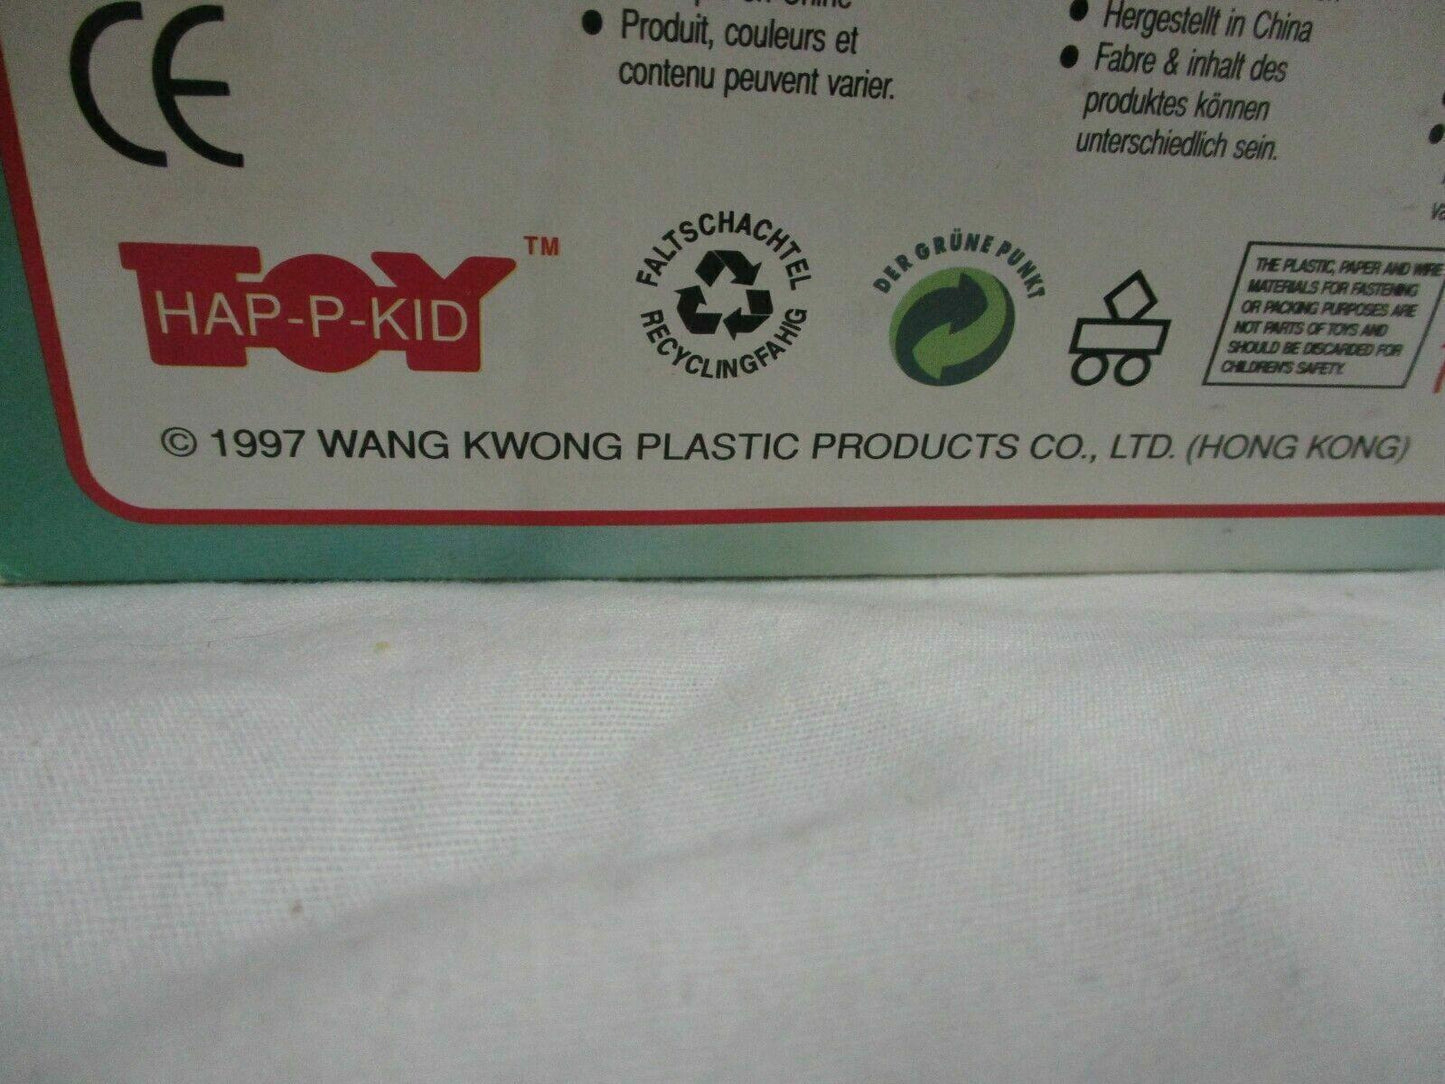 Produit, couleurs et
contenu peuvent varier.
Hergestellt in China
Fabre & inhalt des
produktes können
unterschiedlich sein.
CE
TOY
HAP-P-KID
TM
FALTSCHACHTEL
RECYCLINGFÄHIG
DER GRÜNE PUNKT
THE PLASTIC, PAPER AND WIRE
MATERIALS FOR FASTENING
OR PACKING PURPOSES ARE
NOT PARTS OF TOYS AND
SHOULD BE DISCARDED FOR
CHILDREN'S SAFETY.
© 1997 WANG KWONG PLASTIC PRODUCTS CO., LTD. (HONG KONG)